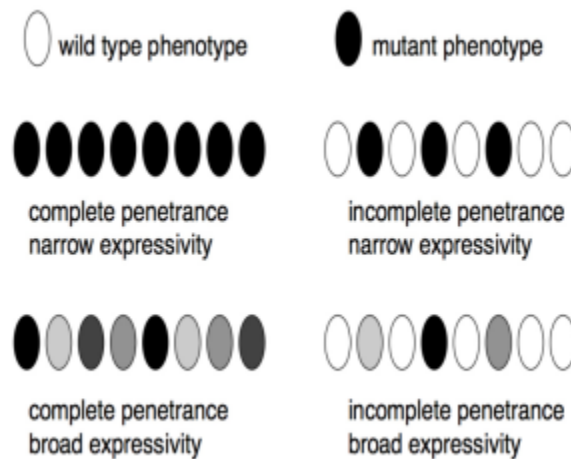 wild type phenotype
mutant phenotype
complete penetrance
narrow expressivity
incomplete penetrance
narrow expressivity
complete penetrance
broad expressivity
incomplete penetrance
broad expressivity